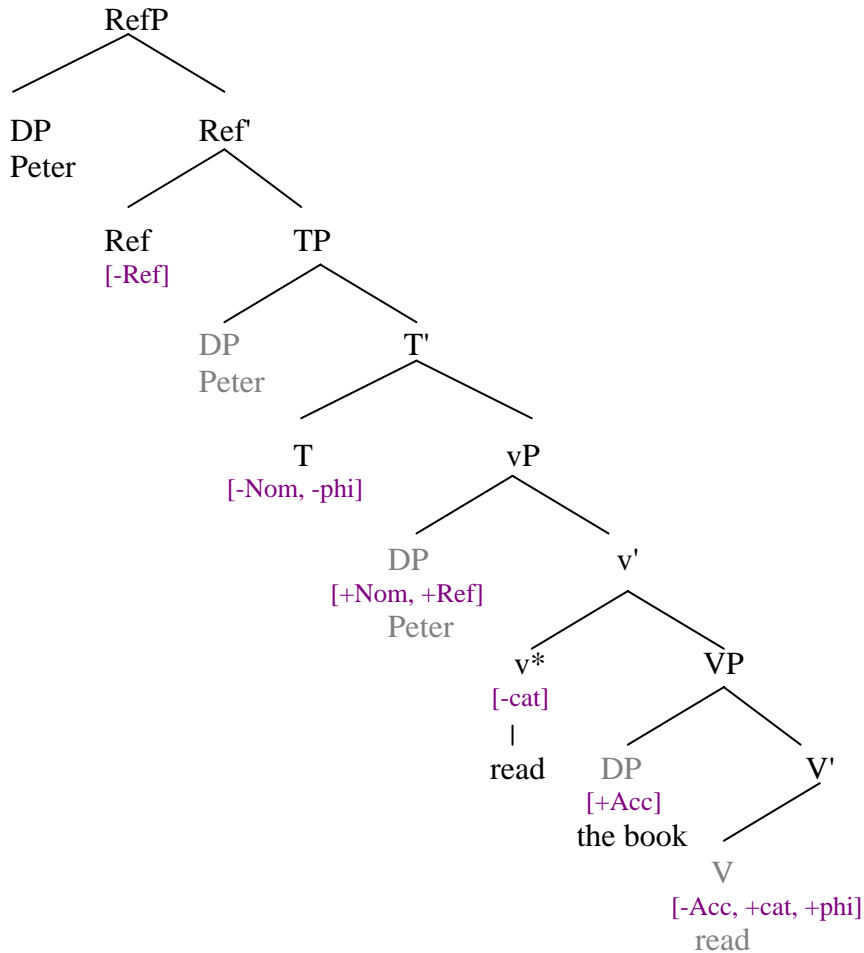 RefP
DP Ref'
Peter
Ref TP
[-Ref]
DP T'
Peter
T vP
[-Nom, -phi]
DP v'
[+Nom, +Ref]
Peter
v* VP
[-cat]
read DP V'
[+Acc]
the book
V
[-Acc, +cat, +phi]
read